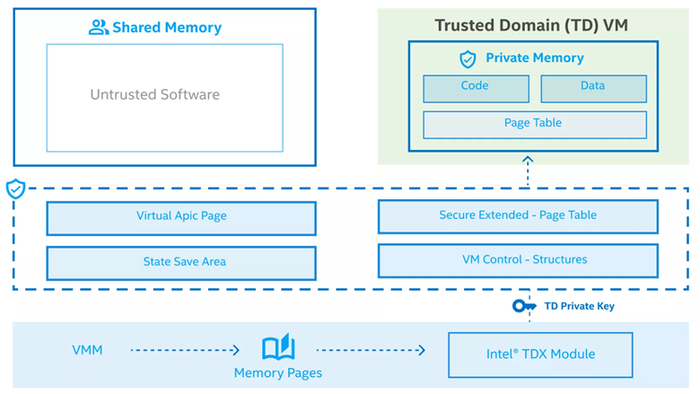 Shared Memory
Untrusted Software
Trusted Domain (TD) VM
Private Memory
Code
Data
Page Table
Virtual Apic Page
Secure Extended - Page Table
State Save Area
VM Control - Structures
TD Private Key
VMM
Memory Pages
Intel® TDX Module